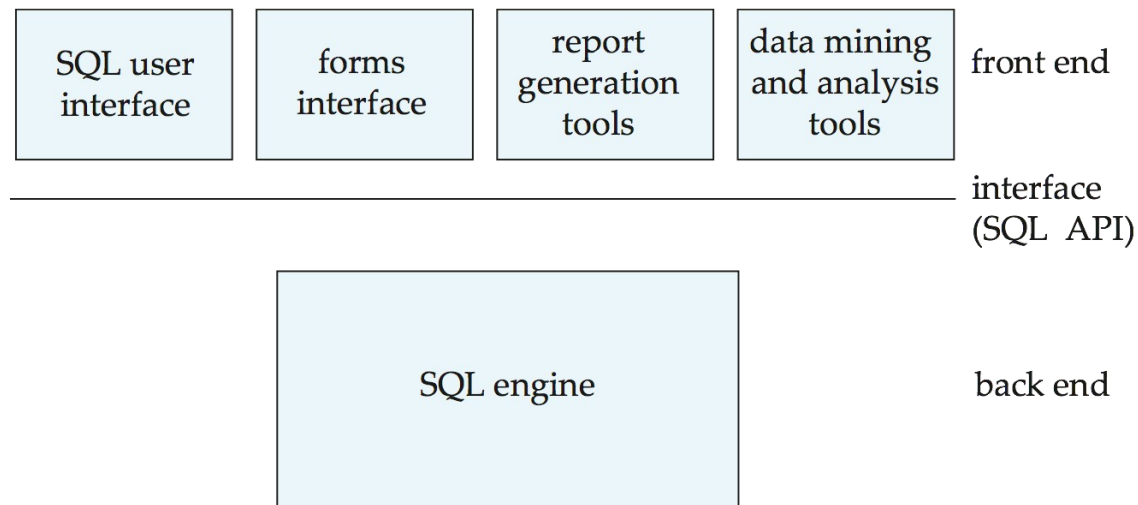 SQL user
interface
forms
interface
report
generation
tools
data mining
and analysis
tools
front end
interface
(SQL API)
SQL engine
back end